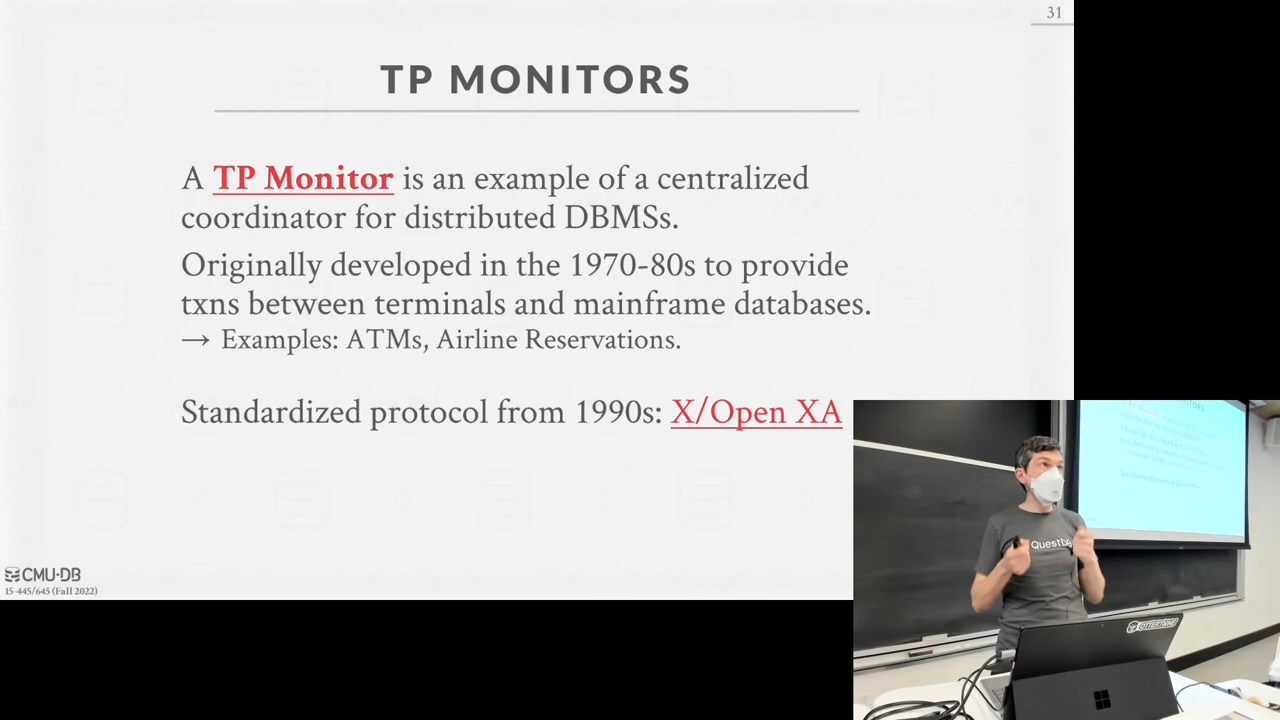 31
TP MONITORS
A TP Monitor is an example of a centralized
coordinator for distributed DBMSs.
Originally developed in the 1970-80s to provide
txns between terminals and mainframe databases.
→ Examples: ATMs, Airline Reservations.
Standardized protocol from 1990s: X/Open XA
CMU·DB
15-445/645 (Fall 2022)